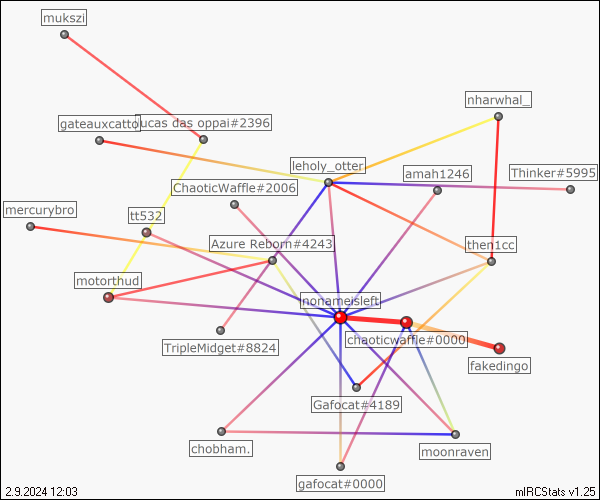 mukszi
nharwhal_
gateauxcatto
lucas das oppai#2396
leholy_otter
amah1246
Thinker#5995
ChaoticWaffle#2006
mercurybro
tt532
Azure Reborn#4243
then1cc
motorthud
nonameisleft
chaoticwaffle#0000
TripleMidget#8824
fakedingo
Gafocat#4189
chobham.
moonraven
gafocat#0000
2.9.2024 12:03
mIRCStats v1.25